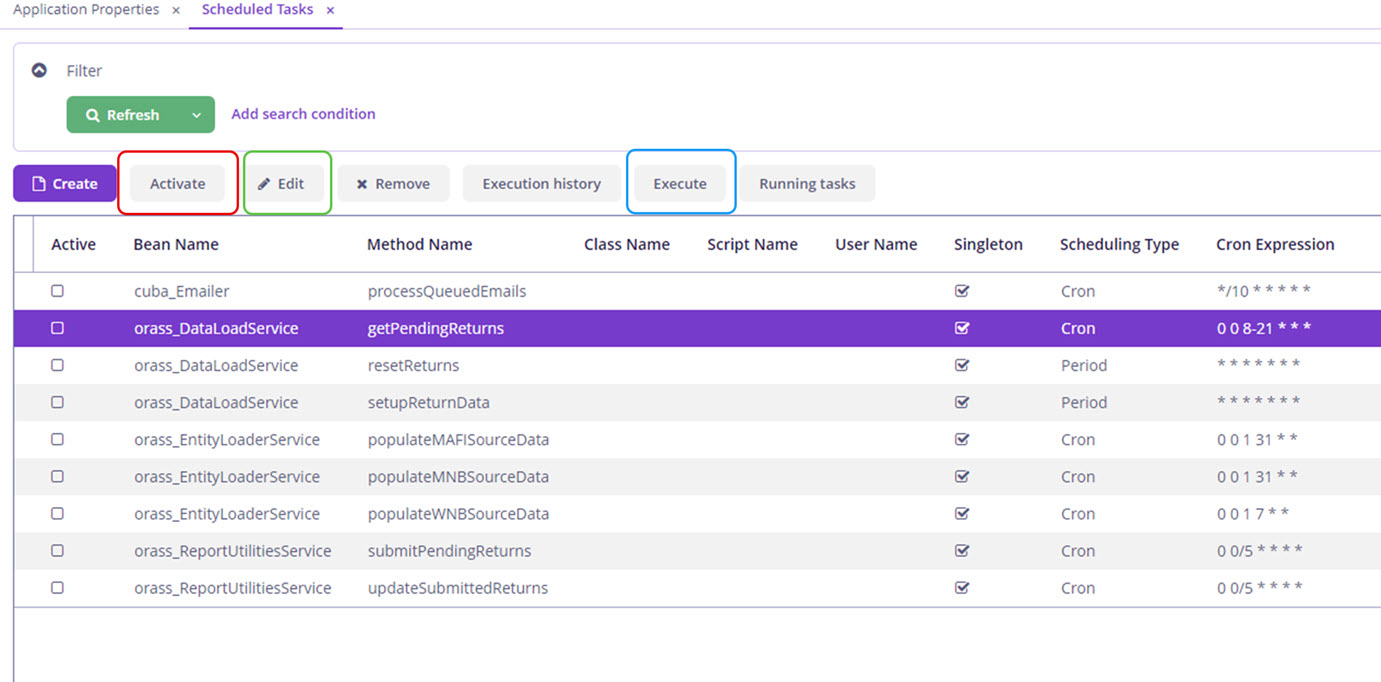 Application Properties × Scheduled Tasks ×
Filter
Refresh Add search condition
Create Activate Edit Remove Execution history Execute Running tasks
Active Bean Name Method Name Class Name Script Name User Name Singleton Scheduling Type Cron Expression
cuba_Emailer processQueuedEmails Cron */10 * * * * *
orass_DataLoadService getPendingReturns Cron 0 0 8-21 * * *
orass_DataLoadService resetReturns Period * * * * * * *
orass_DataLoadService setupReturnData Period * * * * * * *
orass_EntityLoaderService populateMAFISourceData Cron 0 0 1 31 * *
orass_EntityLoaderService populateMNBSourceData Cron 0 0 1 31 * *
orass_EntityLoaderService populateWNBSourceData Cron 0 0 1 7 * *
orass_ReportUtilitiesService submitPendingReturns Cron 0 0/5 * * * *
orass_ReportUtilitiesService updateSubmittedReturns Cron 0 0/5 * * * *